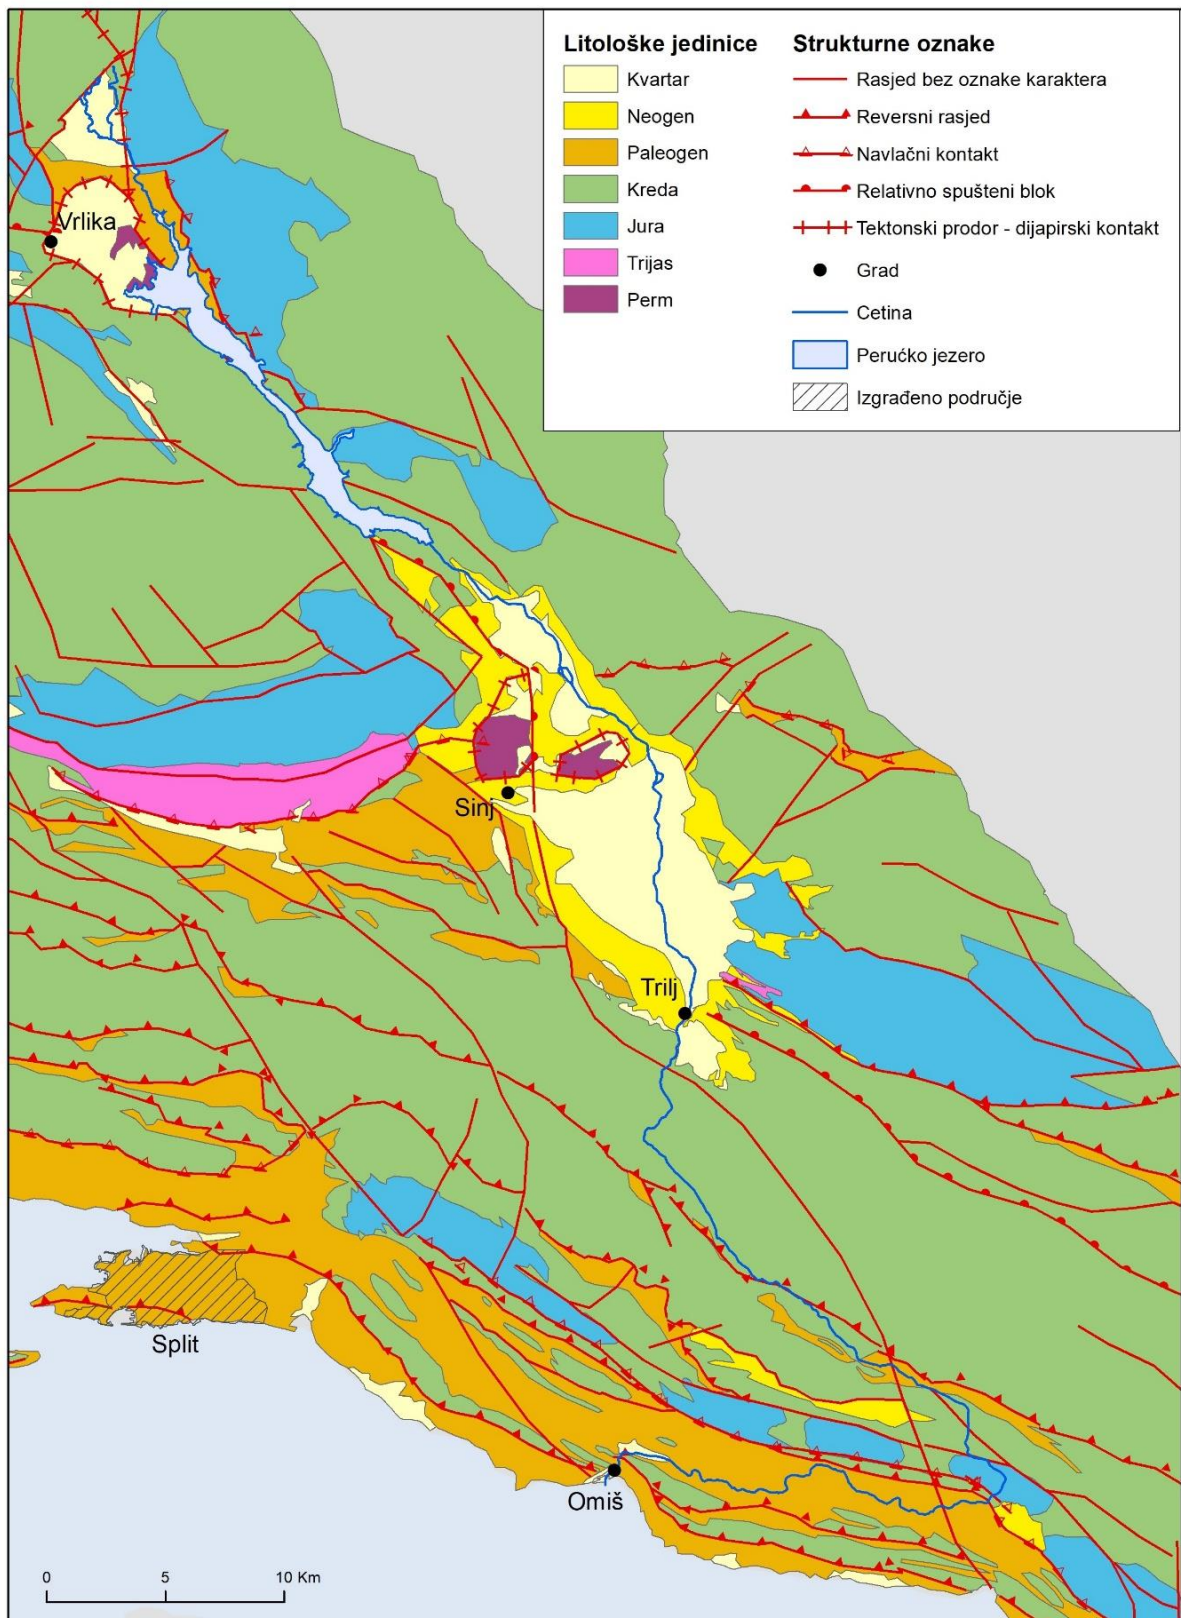 Litološke jedinice
Kvartar
Neogen
Paleogen
Kreda
Jura
Trijas
Perm
Strukturne oznake
Rasjed bez oznake karaktera
Reversni rasjed
Navlačni kontakt
Relativno spušteni blok
Tektonski prodor - dijapirski kontakt
Grad
Cetina
Perućko jezero
Izgrađeno područje
Vrlika
Sinj
Trilj
Split
Omiš
0 5 10 Km